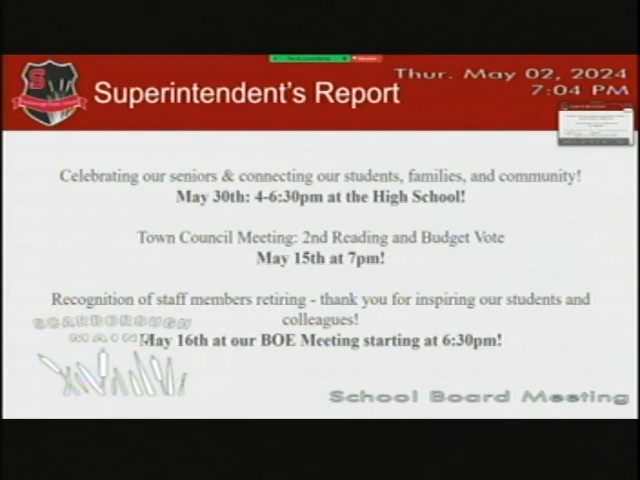 Thur. May 02, 2024
7:04 PM
S
Superintendent's Report
Celebrating our seniors & connecting our students, families, and community!
May 30th: 4-6:30pm at the High School!
Town Council Meeting: 2nd Reading and Budget Vote
May 15th at 7pm!
Recognition of staff members retiring - thank you for inspiring our students and
colleagues!
May 16th at our BOE Meeting starting at 6:30pm!
SCARBOROUGH
MAINE
School Board Meeting